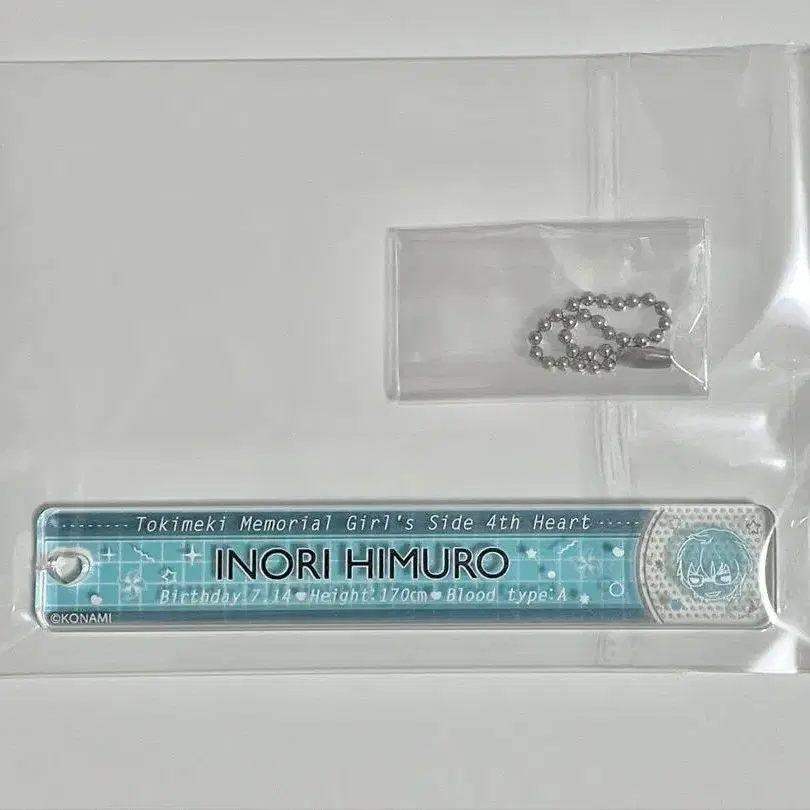 Tokimeki Memorial Girl's Side 4th Heart
INORI HIMURO
Birthday:7.14♥Height:170cm♥Blood type:A
©KONAMI